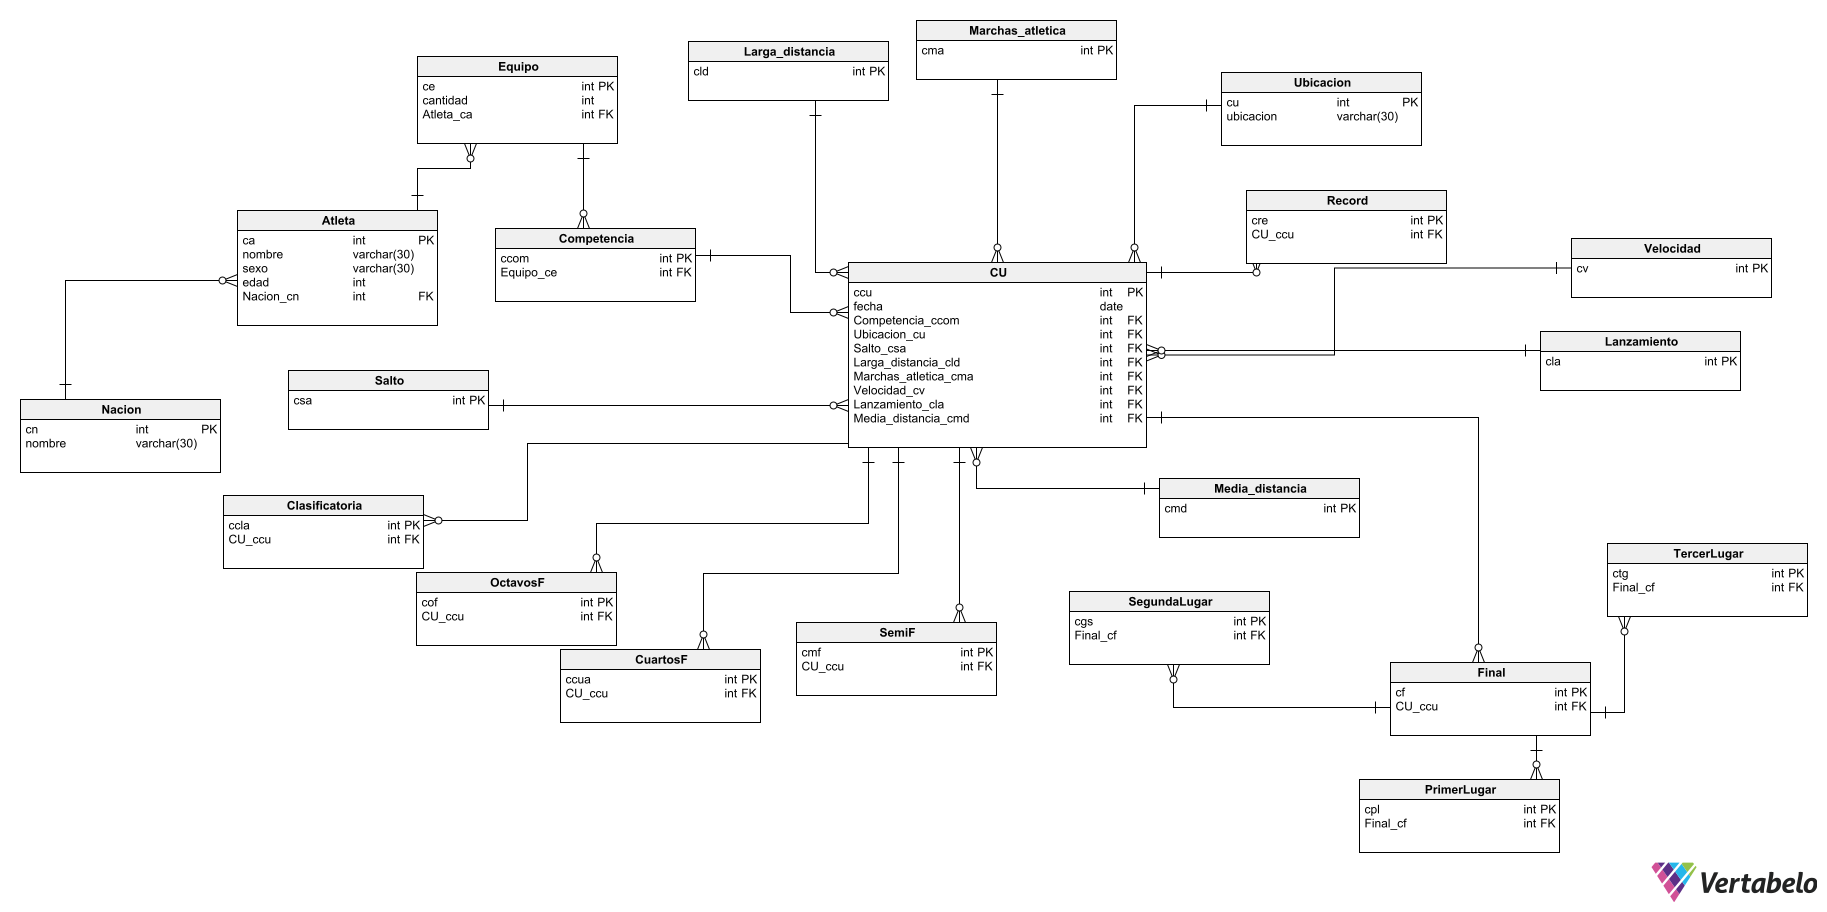 Marchas_atletica
cma int PK
Larga_distancia
cld int PK
Equipo
ce int PK
cantidad int
Atleta_ca int FK
Ubicacion
cu int PK
ubicacion varchar(30)
Record
cre int PK
CU_ccu int FK
Atleta
ca int PK
nombre varchar(30)
sexo varchar(30)
edad int
Nacion_cn int FK
Competencia
ccom int PK
Equipo_ce int FK
Velocidad
cv int PK
CU
ccu int PK
fecha date
Competencia_ccom int FK
Ubicacion_cu int FK
Salto_csa int FK
Larga_distancia_cld int FK
Marchas_atletica_cma int FK
Velocidad_cv int FK
Lanzamiento_cla int FK
Media_distancia_cmd int FK
Lanzamiento
cla int PK
Salto
csa int PK
Nacion
cn int PK
nombre varchar(30)
Media_distancia
cmd int PK
Clasificatoria
ccla int PK
CU_ccu int FK
TercerLugar
ctg int PK
Final_cf int FK
OctavosF
cof int PK
CU_ccu int FK
SegundaLugar
cgs int PK
Final_cf int FK
SemiF
cmf int PK
CU_ccu int FK
CuartosF
ccua int PK
CU_ccu int FK
Final
cf int PK
CU_ccu int FK
PrimerLugar
cpl int PK
Final_cf int FK
Vertabelo